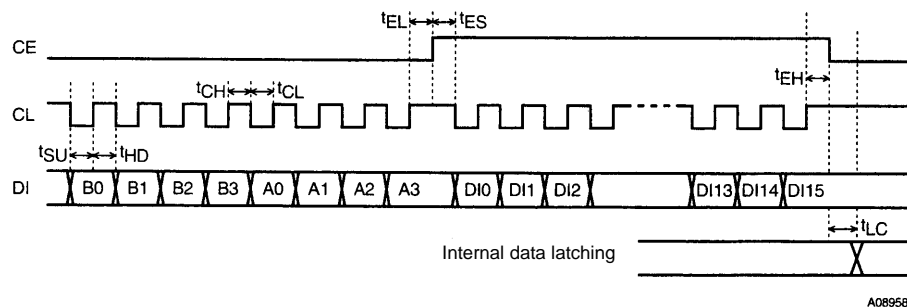 tEL tES
CE
tEH
tCH tCL
CL
tSU tHD
DI B0 B1 B2 B3 A0 A1 A2 A3 DI0 DI1 DI2 DI13 DI14 DI15
tLC
Internal data latching
A08958